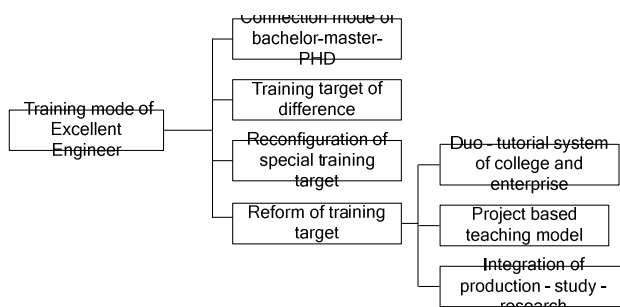 Connection mode of
bachelor-master-
PHD
Training target of
difference
Training mode of
Excellent
Engineer
Reconfiguration of
special training
target
Reform of training
target
Duo - tutorial system
of college and
enterprise
Project based
teaching model
Integration of
production - study -
research